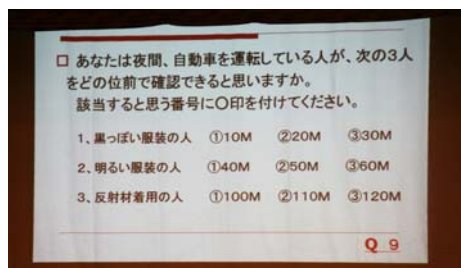 □ あなたは夜間、自動車を運転している人が、次の3人
をどの位前で確認できると思いますか。
該当すると思う番号に〇印を付けてください。
1、黒っぽい服装の人 ①10M ②20M ③30M
2、明るい服装の人 ①40M ②50M ③60M
3、反射材着用の人 ①100M ②110M ③120M
Q 9